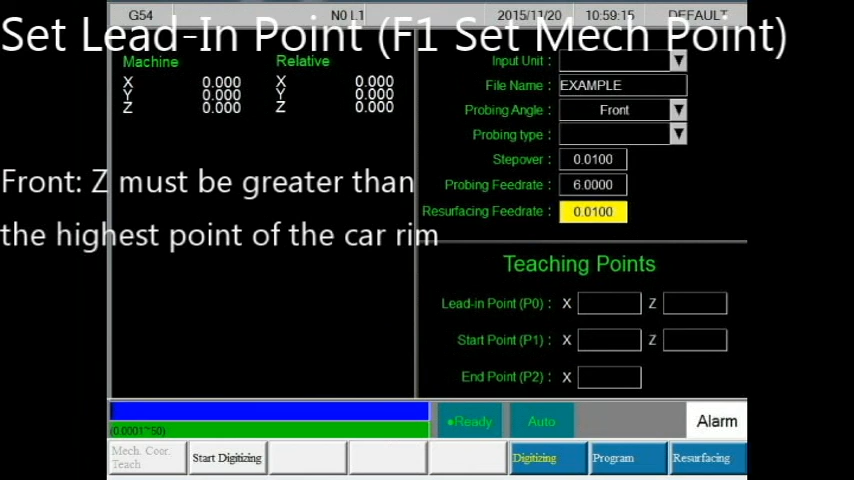 G54 N0 L1 2015/11/20 10:59:15 DEFAULT
Set Lead-In Point (F1 Set Mech Point)
Machine Relative
X 0.000 X 0.000
Y 0.000 Y 0.000
Z 0.000 Z 0.000
Input Unit :
File Name : EXAMPLE
Probing Angle : Front
Probing type :
Stepover : 0.0100
Probing Feedrate : 6.0000
Resurfacing Feedrate : 0.0100
Front: Z must be greater than
the highest point of the car rim
Teaching Points
Lead-in Point (P0) : X Z
Start Point (P1) : X Z
End Point (P2) : X
●Ready Auto Alarm
(0.0001~50)
Mech. Coor. Teach
Start Digitizing
Digitizing
Program
Resurfacing